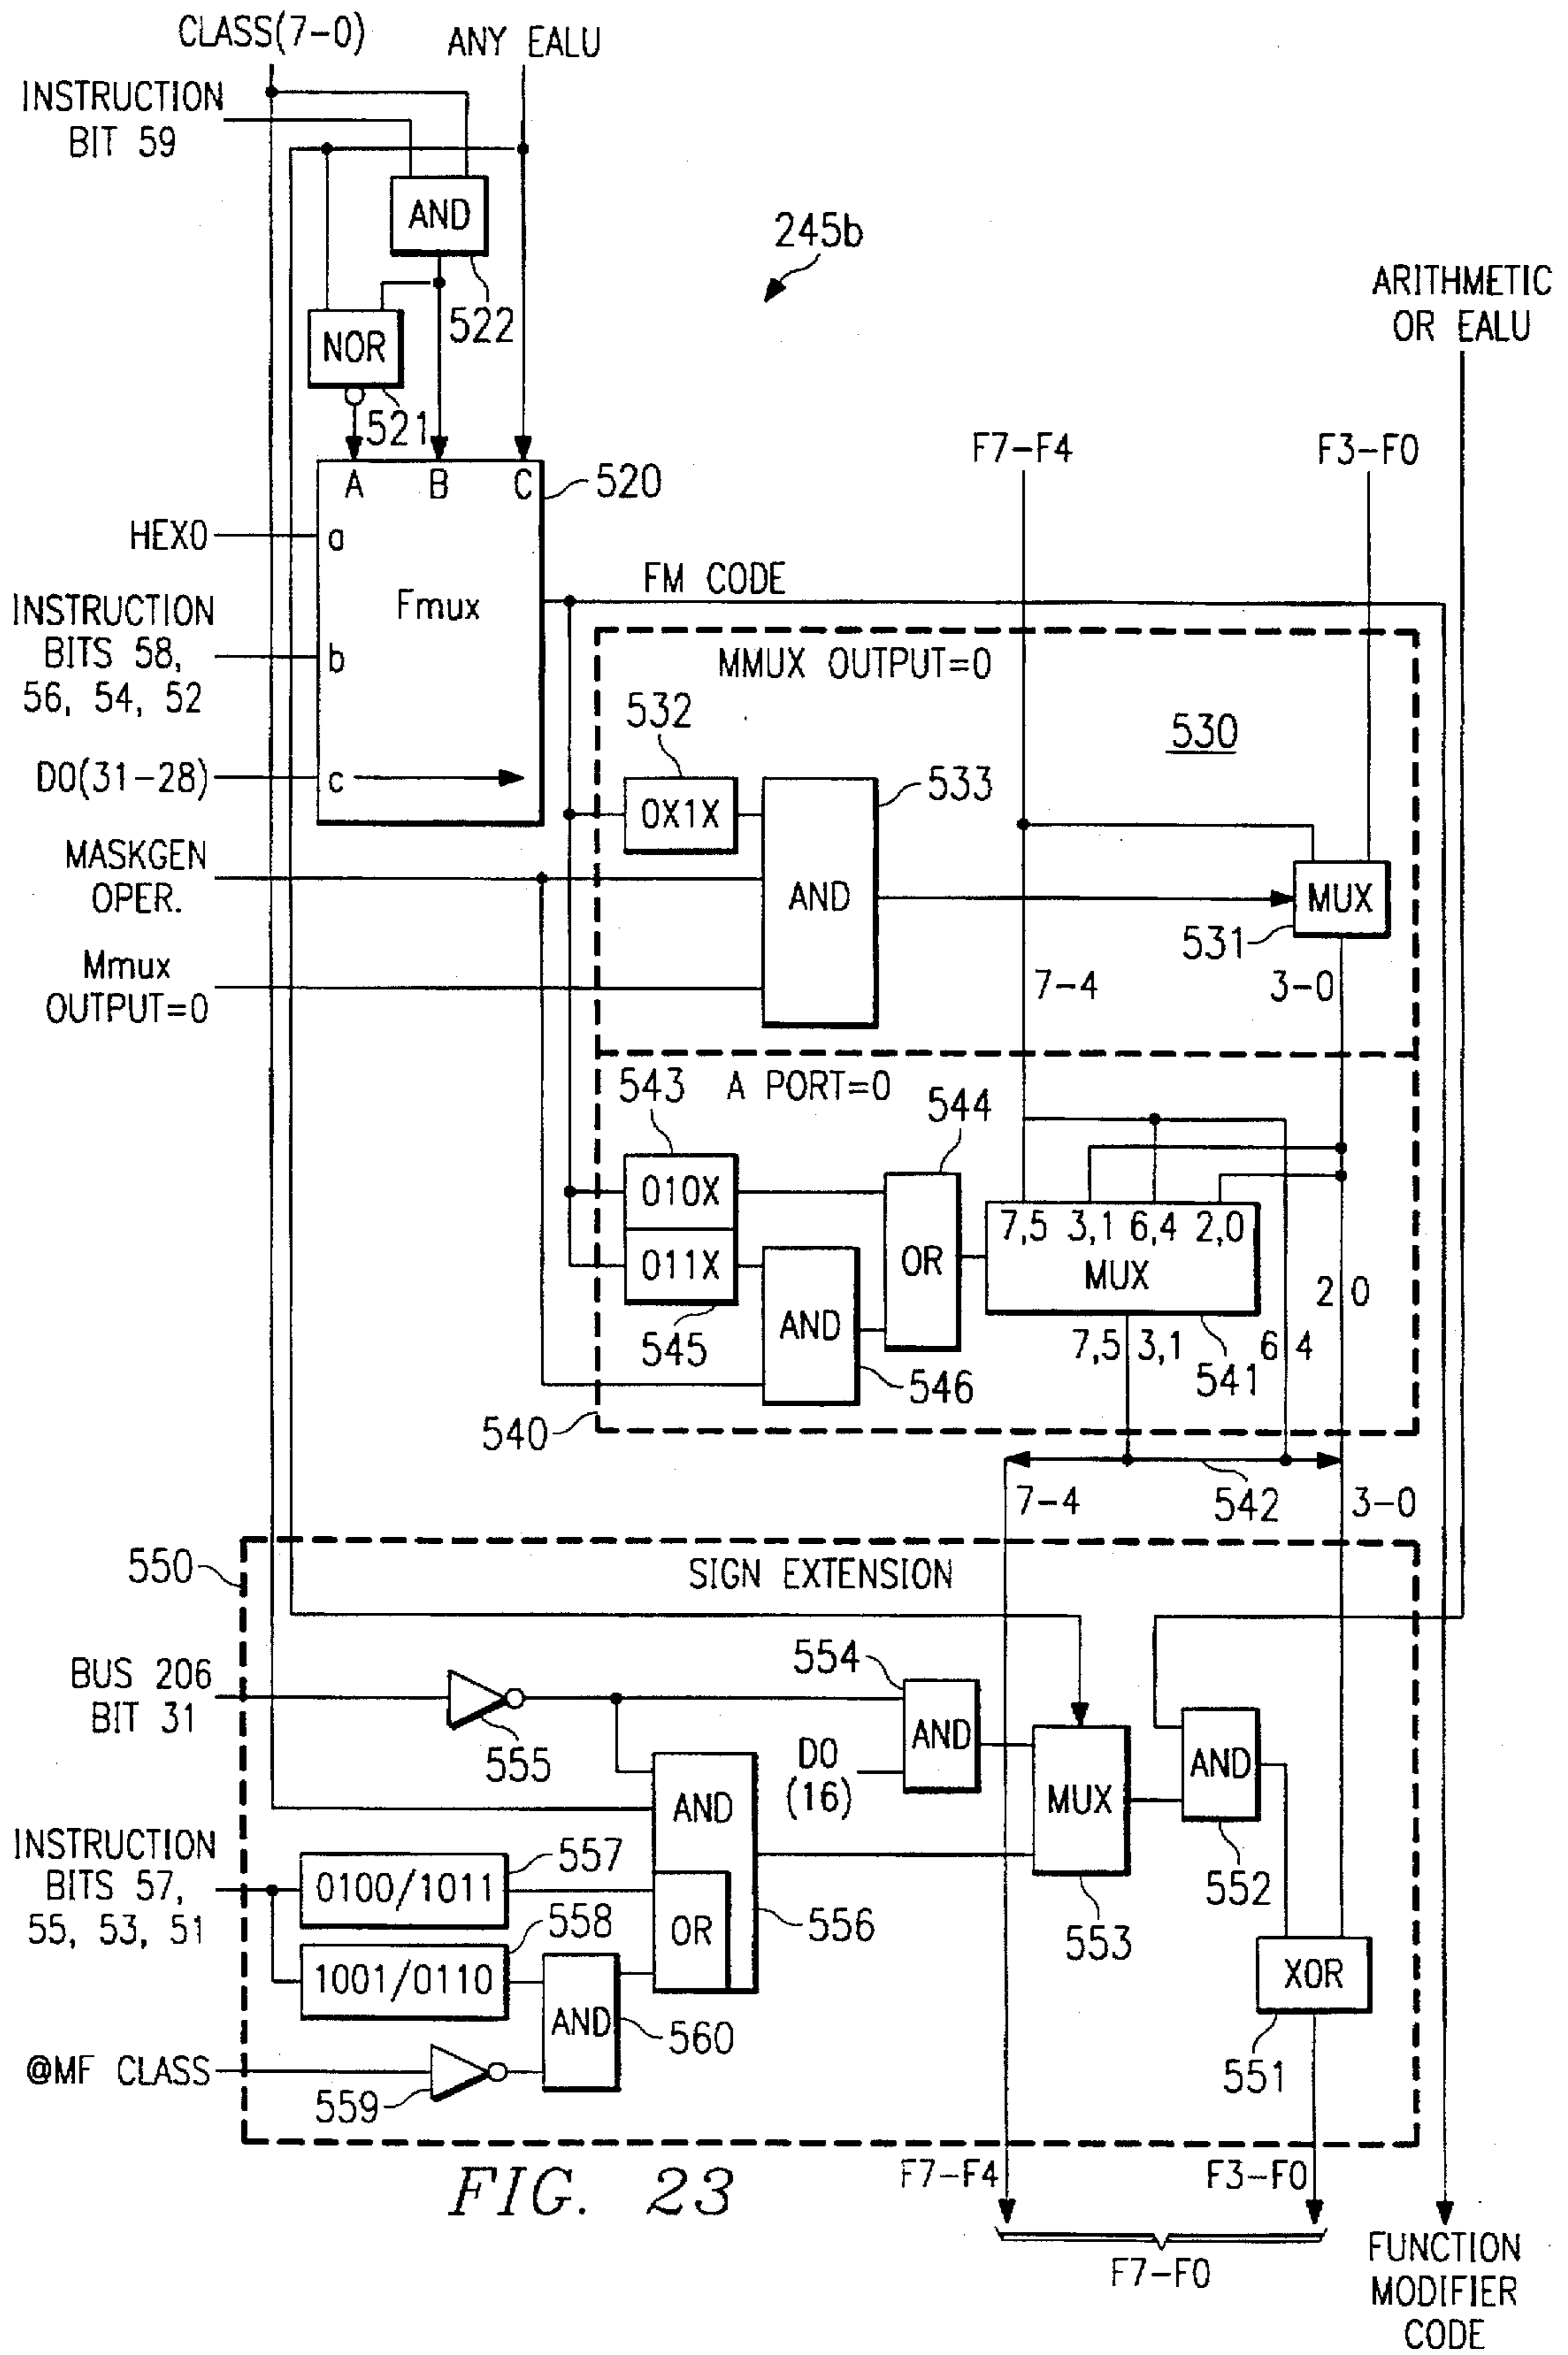 CLASS(7-0)
ANY EALU
INSTRUCTION
BIT 59
AND
522
245b
NOR
521
ARITHMETIC
OR EALU
F7-F4
F3-F0
A B C
520
HEX0
a
INSTRUCTION
BITS 58,
56, 54, 52
b
Fmux
FM CODE
D0(31-28)
c
MMUX OUTPUT=0
530
532
0X1X
533
MASKGEN
OPER.
AND
MUX
531
Mmux
OUTPUT=0
7-4
3-0
543
A PORT=0
544
010X
011X
545
AND
546
OR
7,5 3,1 6,4 2,0
MUX
2 0
7,5 3,1
6 4
541
540
7-4
542
3-0
550
SIGN EXTENSION
BUS 206
BIT 31
555
554
AND
D0
(16)
AND
MUX
553
AND
552
INSTRUCTION
BITS 57,
55, 53, 51
0100/1011
557
OR
556
558
1001/0110
AND
560
XOR
551
@MF CLASS
559
FIG. 23
F7-F4
F3-F0
F7-F0
FUNCTION
MODIFIER
CODE